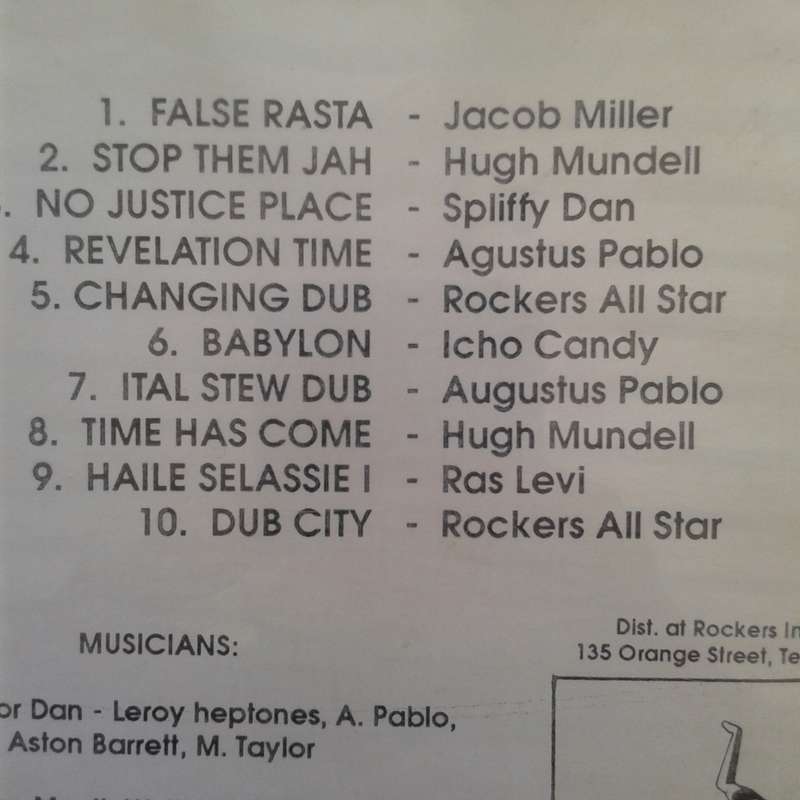 1. FALSE RASTA - Jacob Miller
2. STOP THEM JAH - Hugh Mundell
. NO JUSTICE PLACE - Spliffy Dan
4. REVELATION TIME - Agustus Pablo
5. CHANGING DUB - Rockers All Star
6. BABYLON - Icho Candy
7. ITAL STEW DUB - Augustus Pablo
8. TIME HAS COME - Hugh Mundell
9. HAILE SELASSIE I - Ras Levi
10. DUB CITY - Rockers All Star
Dist. at Rockers
135 Orange Street,
MUSICIANS:
Dan - Leroy heptones, A. Pablo,
Aston Barrett, M. Taylor